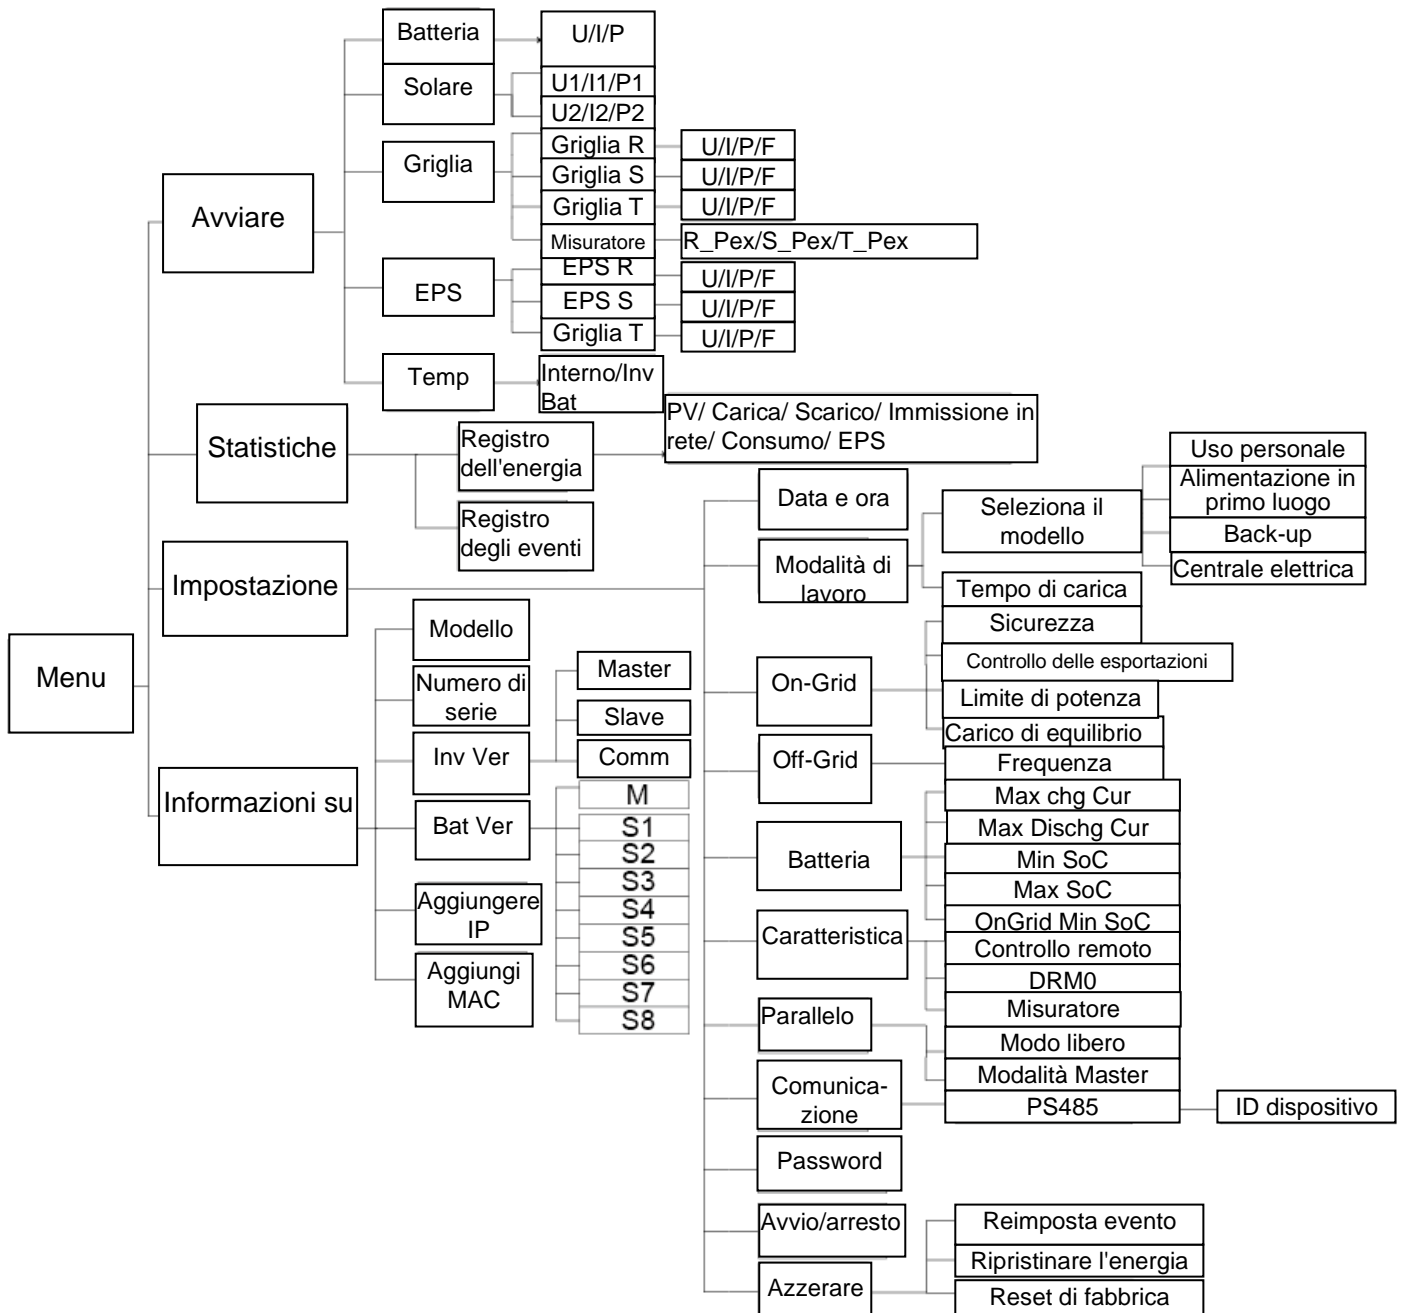 Menu
Avviare
Batteria
U/I/P
Solare
U1/I1/P1
U2/I2/P2
Griglia
Griglia R
U/I/P/F
Griglia S
U/I/P/F
Griglia T
U/I/P/F
Misuratore
R_Pex/S_Pex/T_Pex
EPS
EPS R
U/I/P/F
EPS S
U/I/P/F
Griglia T
U/I/P/F
Temp
Interno/Inv
Bat
Statistiche
Registro
dell'energia
PV/ Carica/ Scarico/ Immissione in
rete/ Consumo/ EPS
Registro
degli eventi
Impostazione
Data e ora
Modalità di
lavoro
Seleziona il
modello
Uso personale
Alimentazione in
primo luogo
Back-up
Centrale elettrica
Tempo di carica
On-Grid
Sicurezza
Controllo delle esportazioni
Limite di potenza
Carico di equilibrio
Off-Grid
Frequenza
Batteria
Max chg Cur
Max Dischg Cur
Min SoC
Max SoC
OnGrid Min SoC
Caratteristica
Controllo remoto
DRM0
Misuratore
Parallelo
Modo libero
Modalità Master
Comunica-
zione
PS485
ID dispositivo
Password
Avvio/arresto
Azzerare
Reimposta evento
Ripristinare l'energia
Reset di fabbrica
Informazioni su
Modello
Numero di
serie
Inv Ver
Master
Slave
Comm
Bat Ver
M
S1
S2
S3
S4
S5
S6
S7
S8
Aggiungere
IP
Aggiungi
MAC